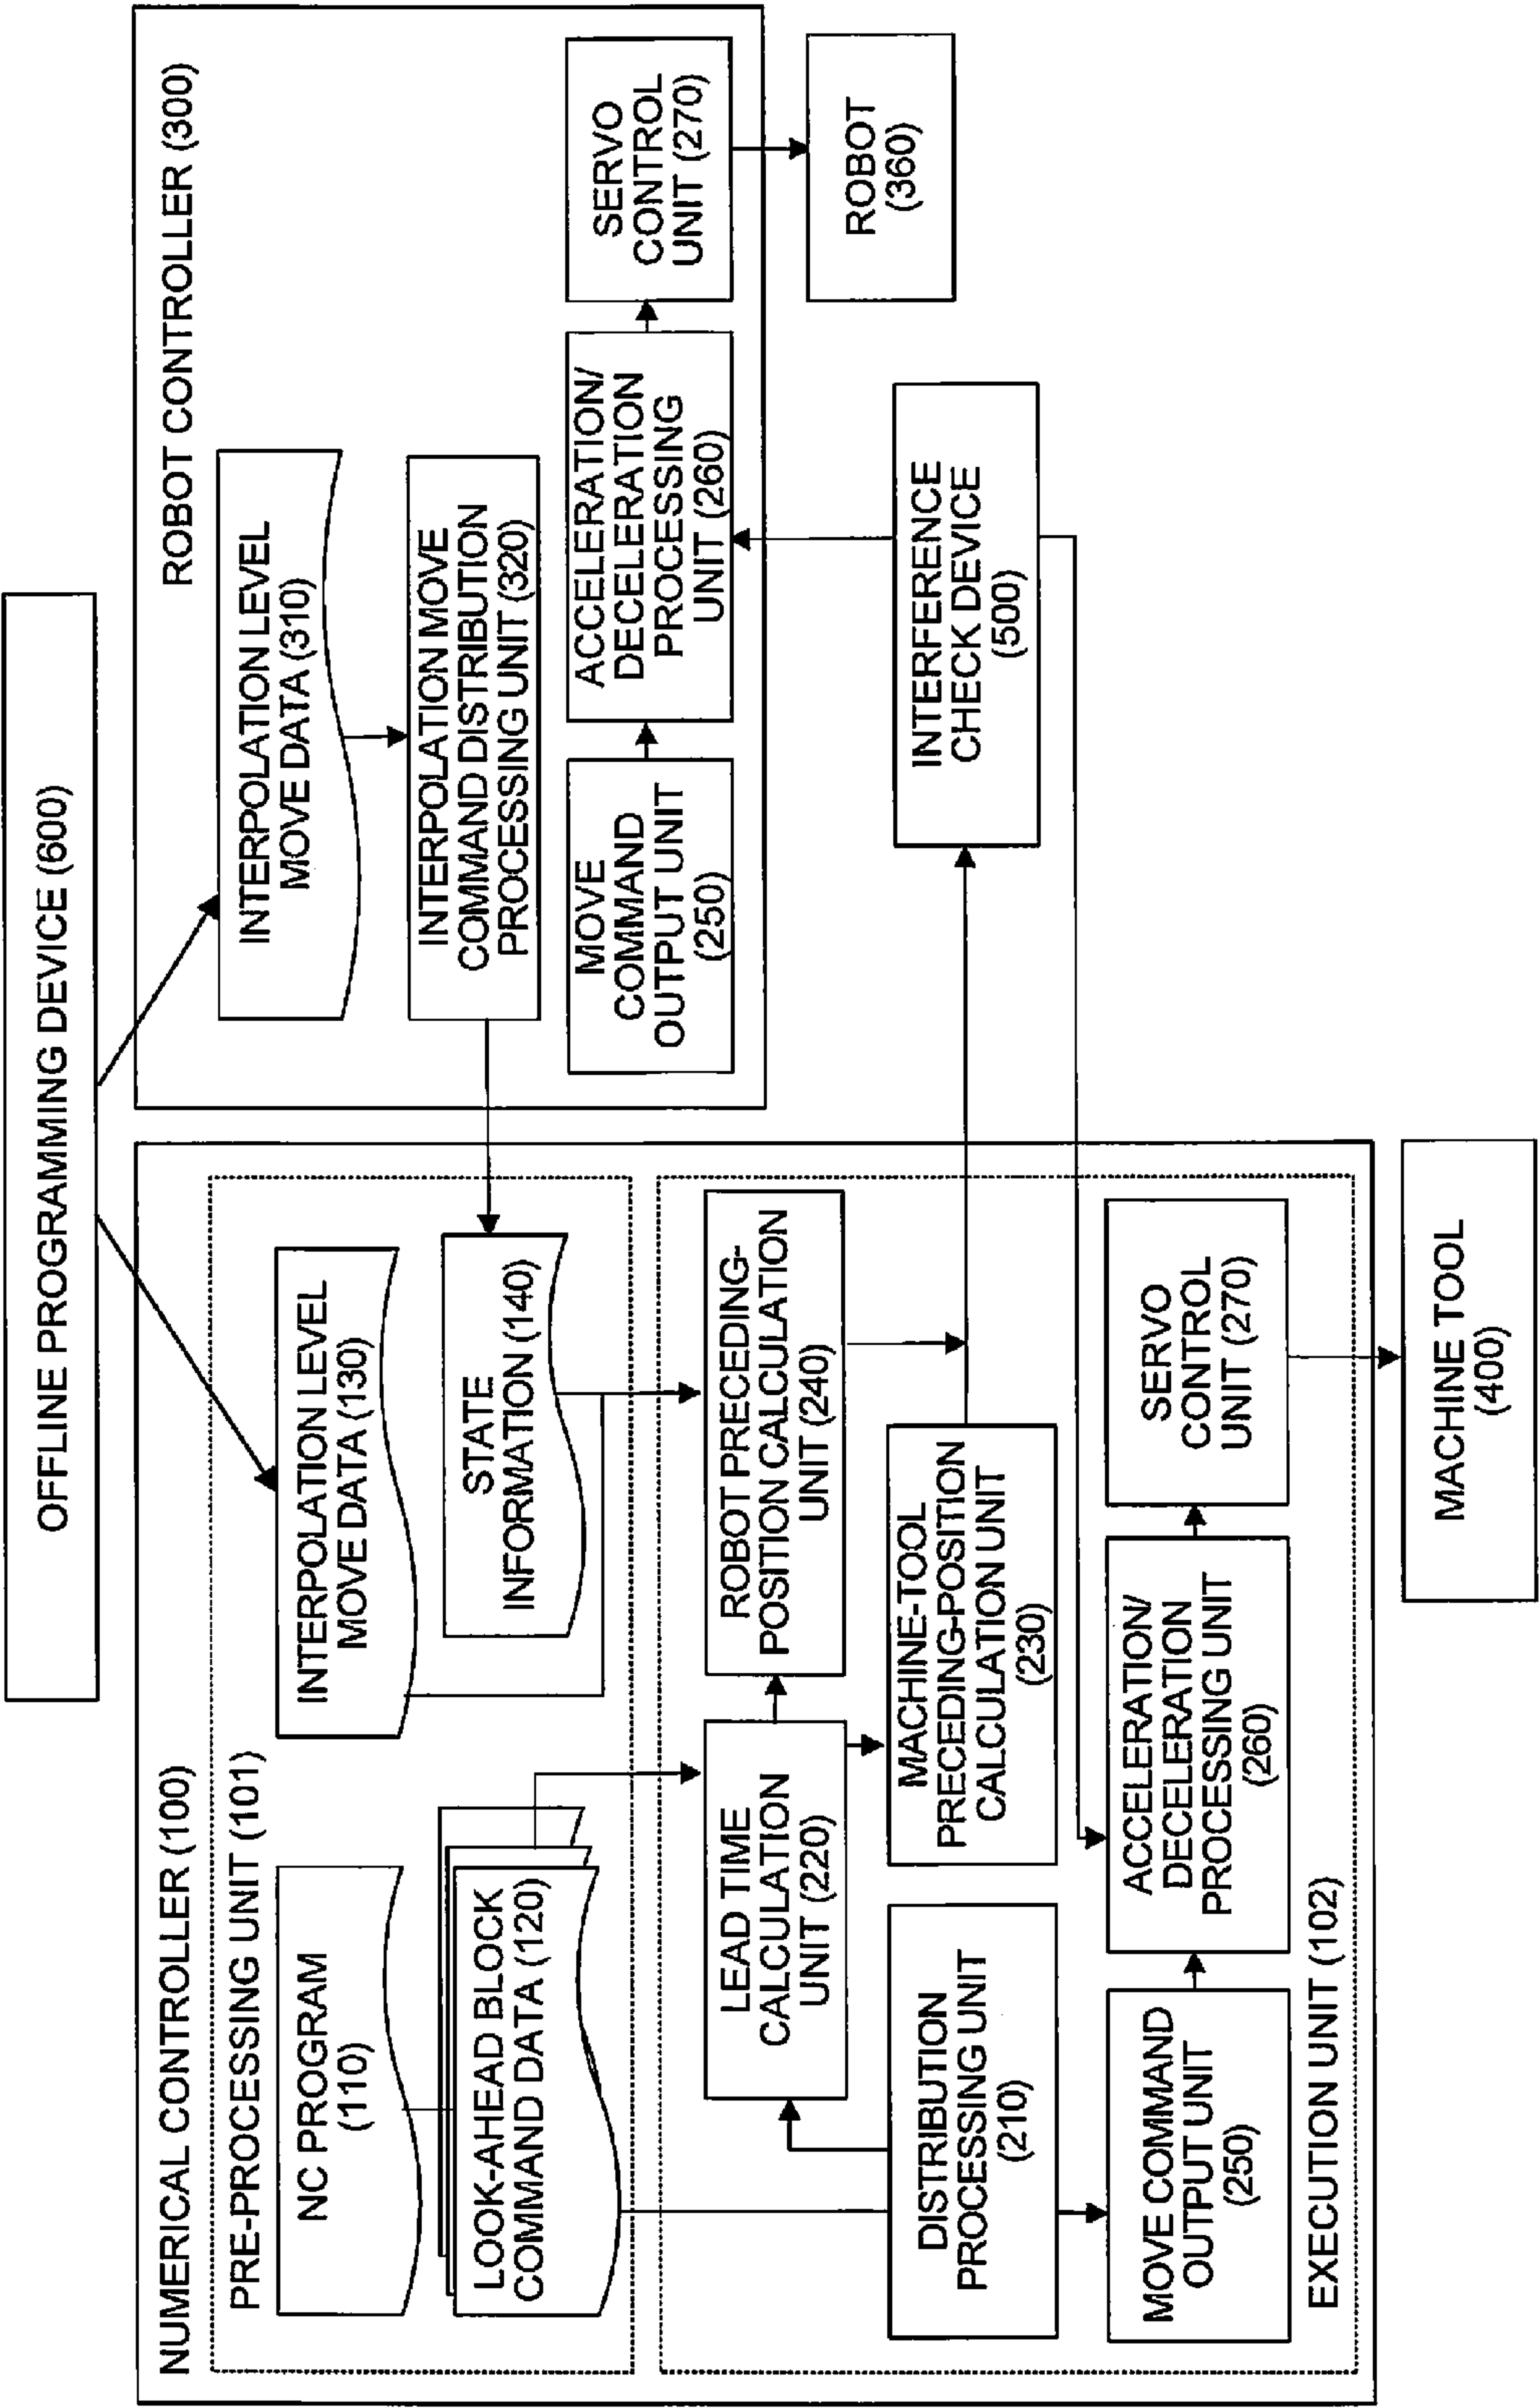 OFFLINE PROGRAMMING DEVICE (600)
NUMERICAL CONTROLLER (100)
PRE-PROCESSING UNIT (101)
NC PROGRAM
(110)
LOOK-AHEAD BLOCK
COMMAND DATA (120)
INTERPOLATION LEVEL
MOVE DATA (130)
STATE
INFORMATION (140)
LEAD TIME
CALCULATION
UNIT (220)
ROBOT PRECEDING-
POSITION CALCULATION
UNIT (240)
DISTRIBUTION
PROCESSING UNIT
(210)
MACHINE-TOOL
PRECEDING-POSITION
CALCULATION UNIT
(230)
MOVE COMMAND
OUTPUT UNIT
(250)
ACCELERATION/
DECELERATION
PROCESSING UNIT
(260)
SERVO
CONTROL
UNIT (270)
EXECUTION UNIT (102)
MACHINE TOOL
(400)
ROBOT CONTROLLER (300)
INTERPOLATION LEVEL
MOVE DATA (310)
INTERPOLATION MOVE
COMMAND DISTRIBUTION
PROCESSING UNIT (320)
MOVE
COMMAND
OUTPUT UNIT
(250)
ACCELERATION/
DECELERATION
PROCESSING
UNIT (260)
SERVO
CONTROL
UNIT (270)
ROBOT
(360)
INTERFERENCE
CHECK DEVICE
(500)